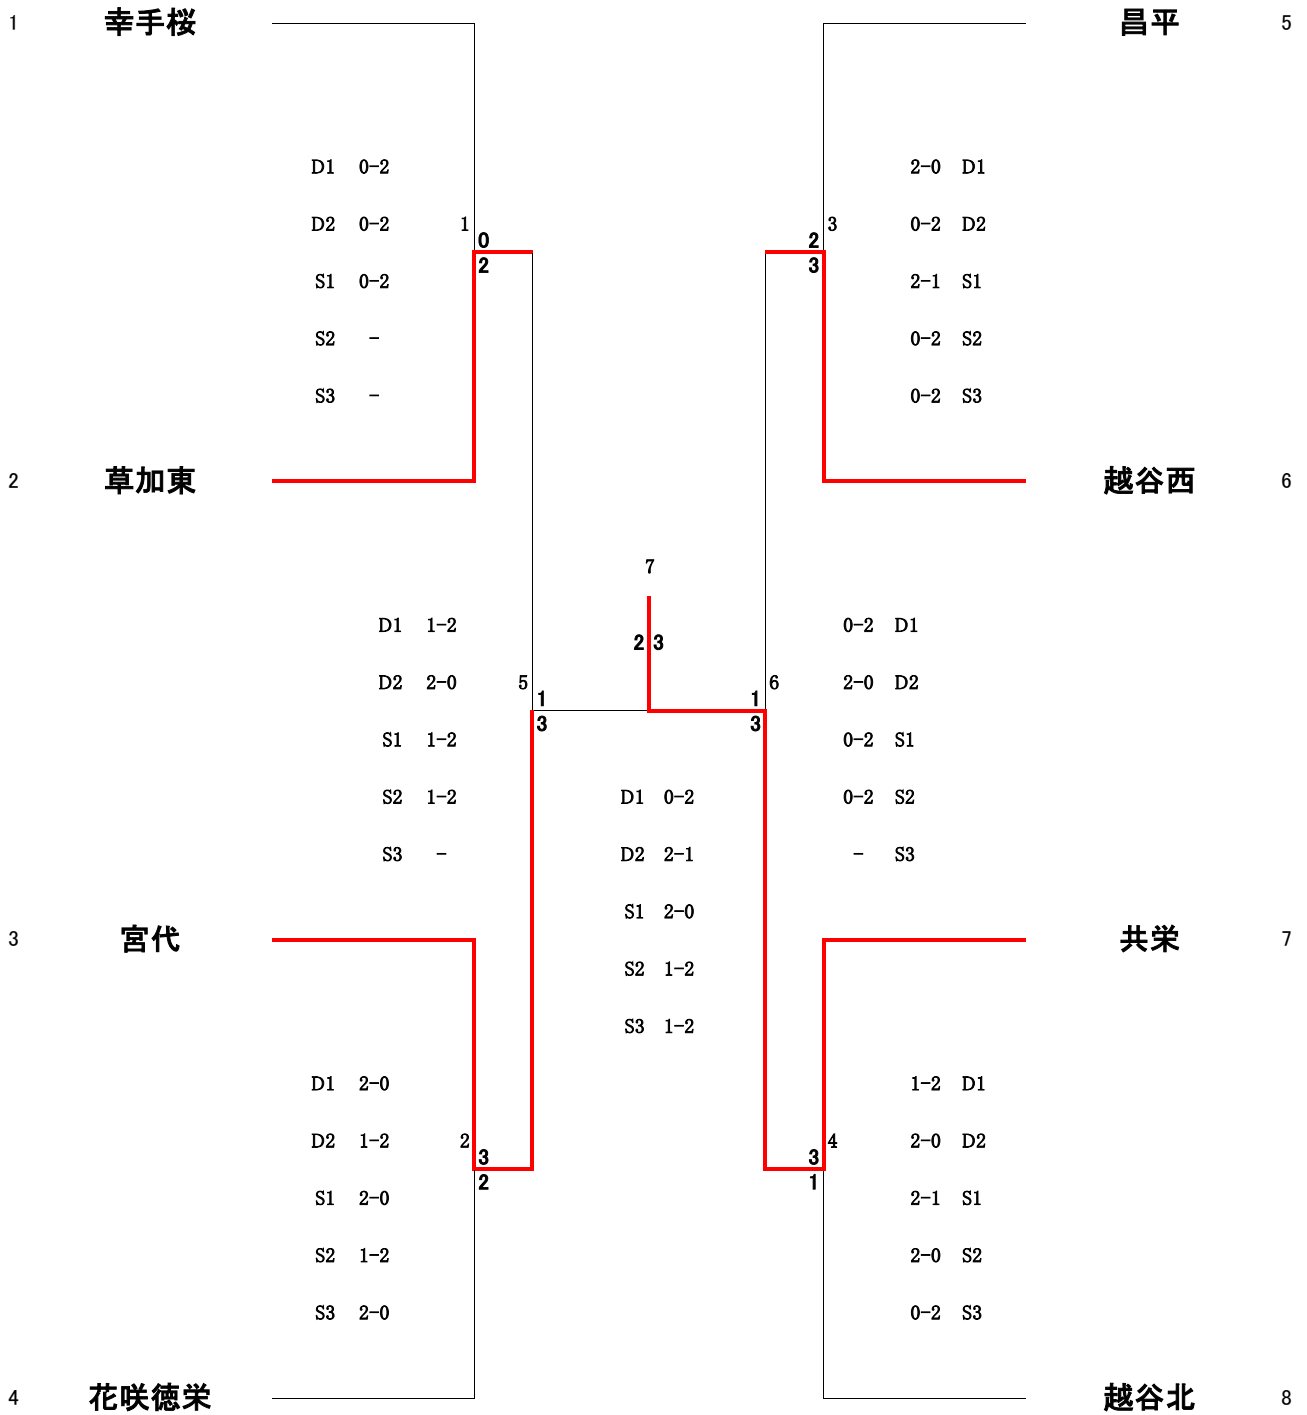 1 幸手桜 昌平 5
D1 0-2 2-0 D1
D2 0-2 1 3 0-2 D2
0 2
2 3
S1 0-2 2-1 S1
S2 - 0-2 S2
S3 - 0-2 S3
2 草加東 越谷西 6
7
D1 1-2 0-2 D1
2 3
D2 2-0 5 6 2-0 D2
1 1
3 3
S1 1-2 0-2 S1
S2 1-2 D1 0-2 0-2 S2
S3 - D2 2-1 - S3
S1 2-0
3 宮代 共栄 7
S2 1-2
S3 1-2
D1 2-0 1-2 D1
D2 1-2 2 4 2-0 D2
3 3
2 1
S1 2-0 2-1 S1
S2 1-2 2-0 S2
S3 2-0 0-2 S3
4 花咲徳栄 越谷北 8